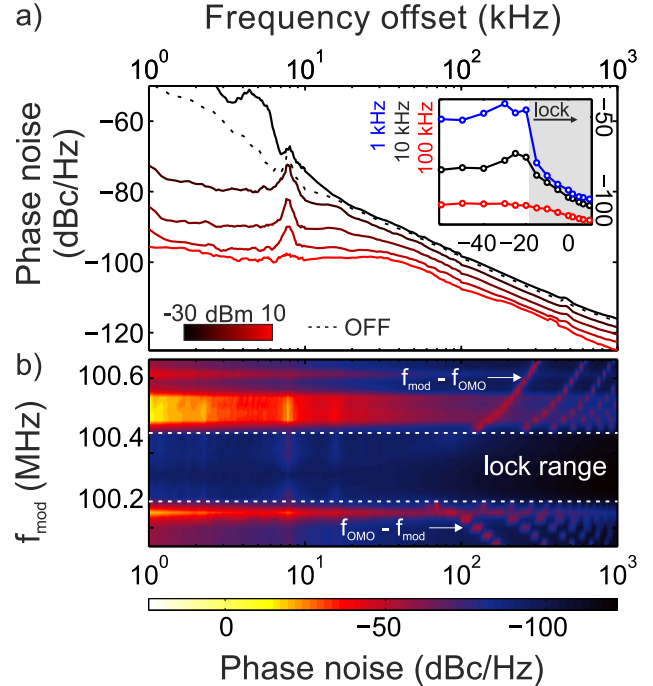 a)
Frequency offset (kHz)
10^0 10^1 10^2 10^3
Phase noise
(dBc/Hz)
−60
−80
−100
−120
1 kHz
10 kHz
100 kHz
lock
−50
−100
−40 −20 0
-30 dBm 10
OFF
b)
f_mod (MHz)
100.6
100.4
100.2
f_mod - f_OMO
lock range
f_OMO - f_mod
10^0 10^1 10^2 10^3
0 −50 −100
Phase noise (dBc/Hz)